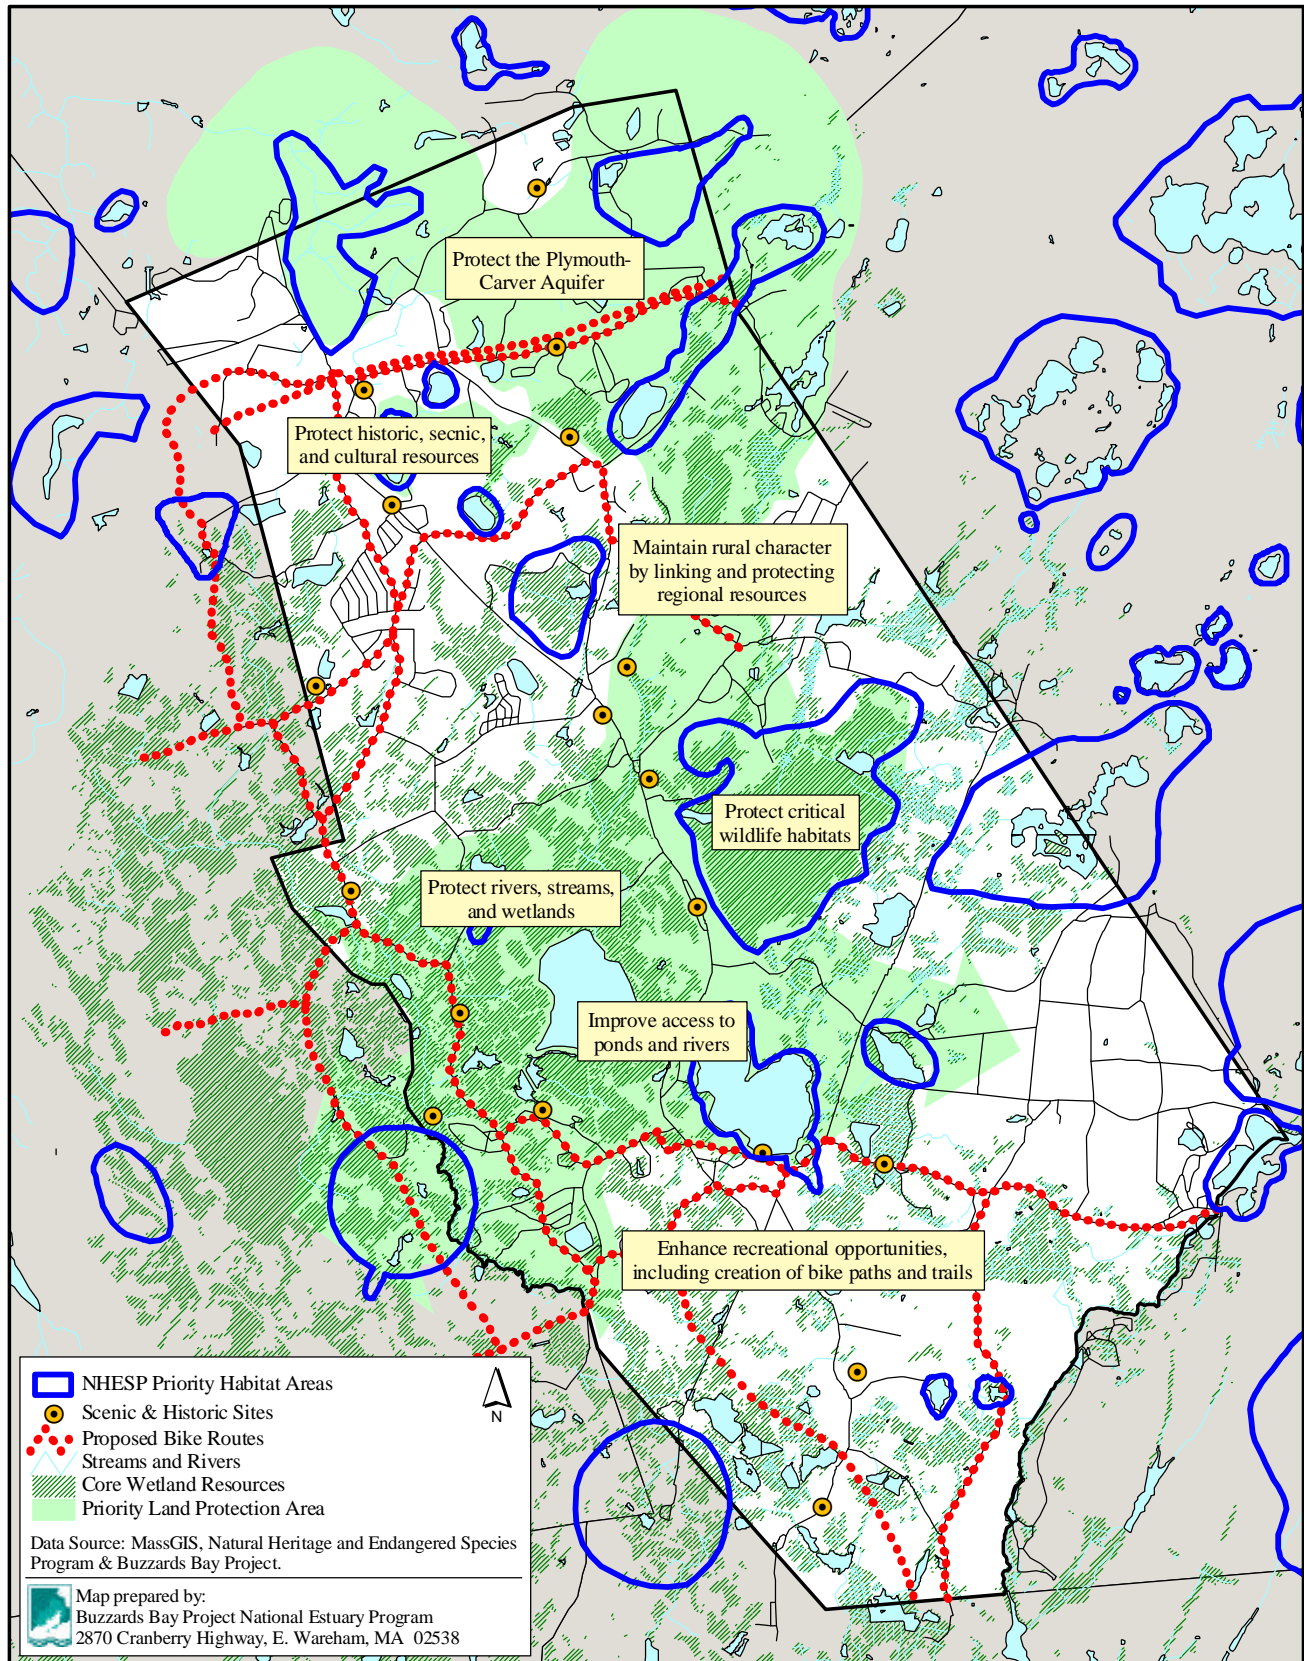 Protect the Plymouth-
Carver Aquifer
Protect historic, secnic,
and cultural resources
Maintain rural character
by linking and protecting
regional resources
Protect critical
wildlife habitats
Protect rivers, streams,
and wetlands
Improve access to
ponds and rivers
Enhance recreational opportunities,
including creation of bike paths and trails
NHESP Priority Habitat Areas
Scenic & Historic Sites
Proposed Bike Routes
Streams and Rivers
Core Wetland Resources
Priority Land Protection Area
N
Data Source: MassGIS, Natural Heritage and Endangered Species
Program & Buzzards Bay Project.
Map prepared by:
Buzzards Bay Project National Estuary Program
2870 Cranberry Highway, E. Wareham, MA 02538